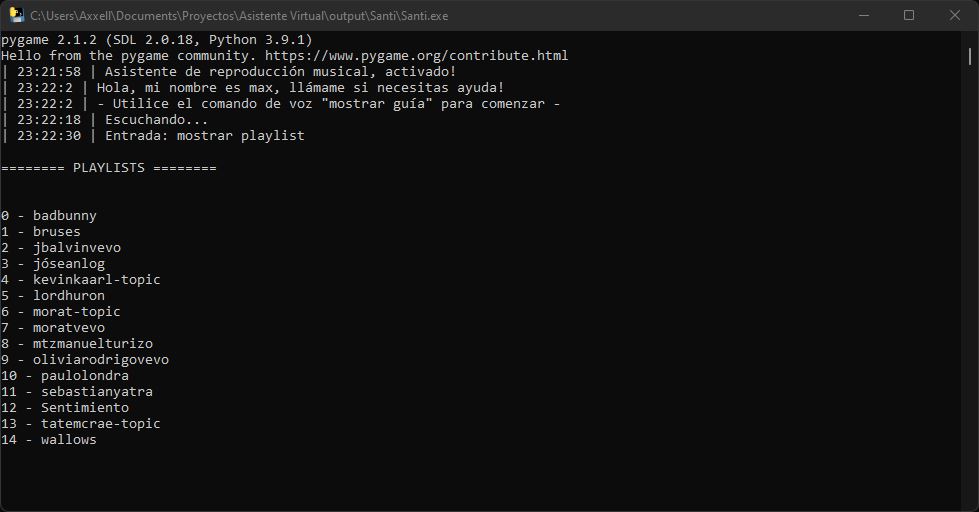 C:\Users\Axxell\Documents\Proyectos\Asistente Virtual\output\Santi\Santi.exe
pygame 2.1.2 (SDL 2.0.18, Python 3.9.1)
Hello from the pygame community. https://www.pygame.org/contribute.html
| 23:21:58 | Asistente de reproducción musical, activado!
| 23:22:2 | Hola, mi nombre es max, llámame si necesitas ayuda!
| 23:22:2 | - Utilice el comando de voz "mostrar guía" para comenzar -
| 23:22:18 | Escuchando...
| 23:22:30 | Entrada: mostrar playlist
======== PLAYLISTS ========
0 - badbunny
1 - bruses
2 - jbalvinvevo
3 - jóseanlog
4 - kevinkaarl-topic
5 - lordhuron
6 - morat-topic
7 - moratvevo
8 - mtzmanuelturizo
9 - oliviarodrigovevo
10 - paulolondra
11 - sebastianyatra
12 - Sentimiento
13 - tatemcrae-topic
14 - wallows